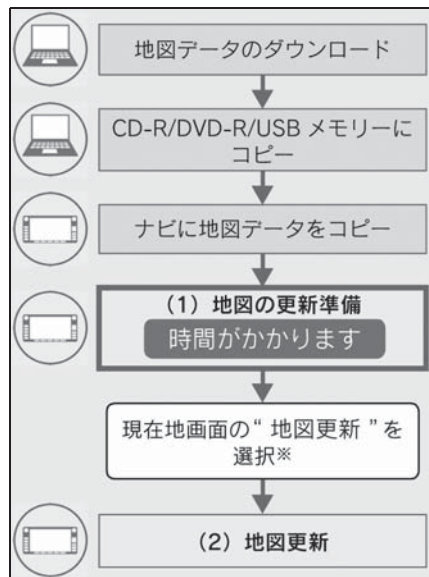 地図データのダウンロード
CD-R/DVD-R/USB メモリーに
コピー
ナビに地図データをコピー
(1) 地図の更新準備
時間がかかります
現在地画面の“ 地図更新 ”を
選択※
(2) 地図更新